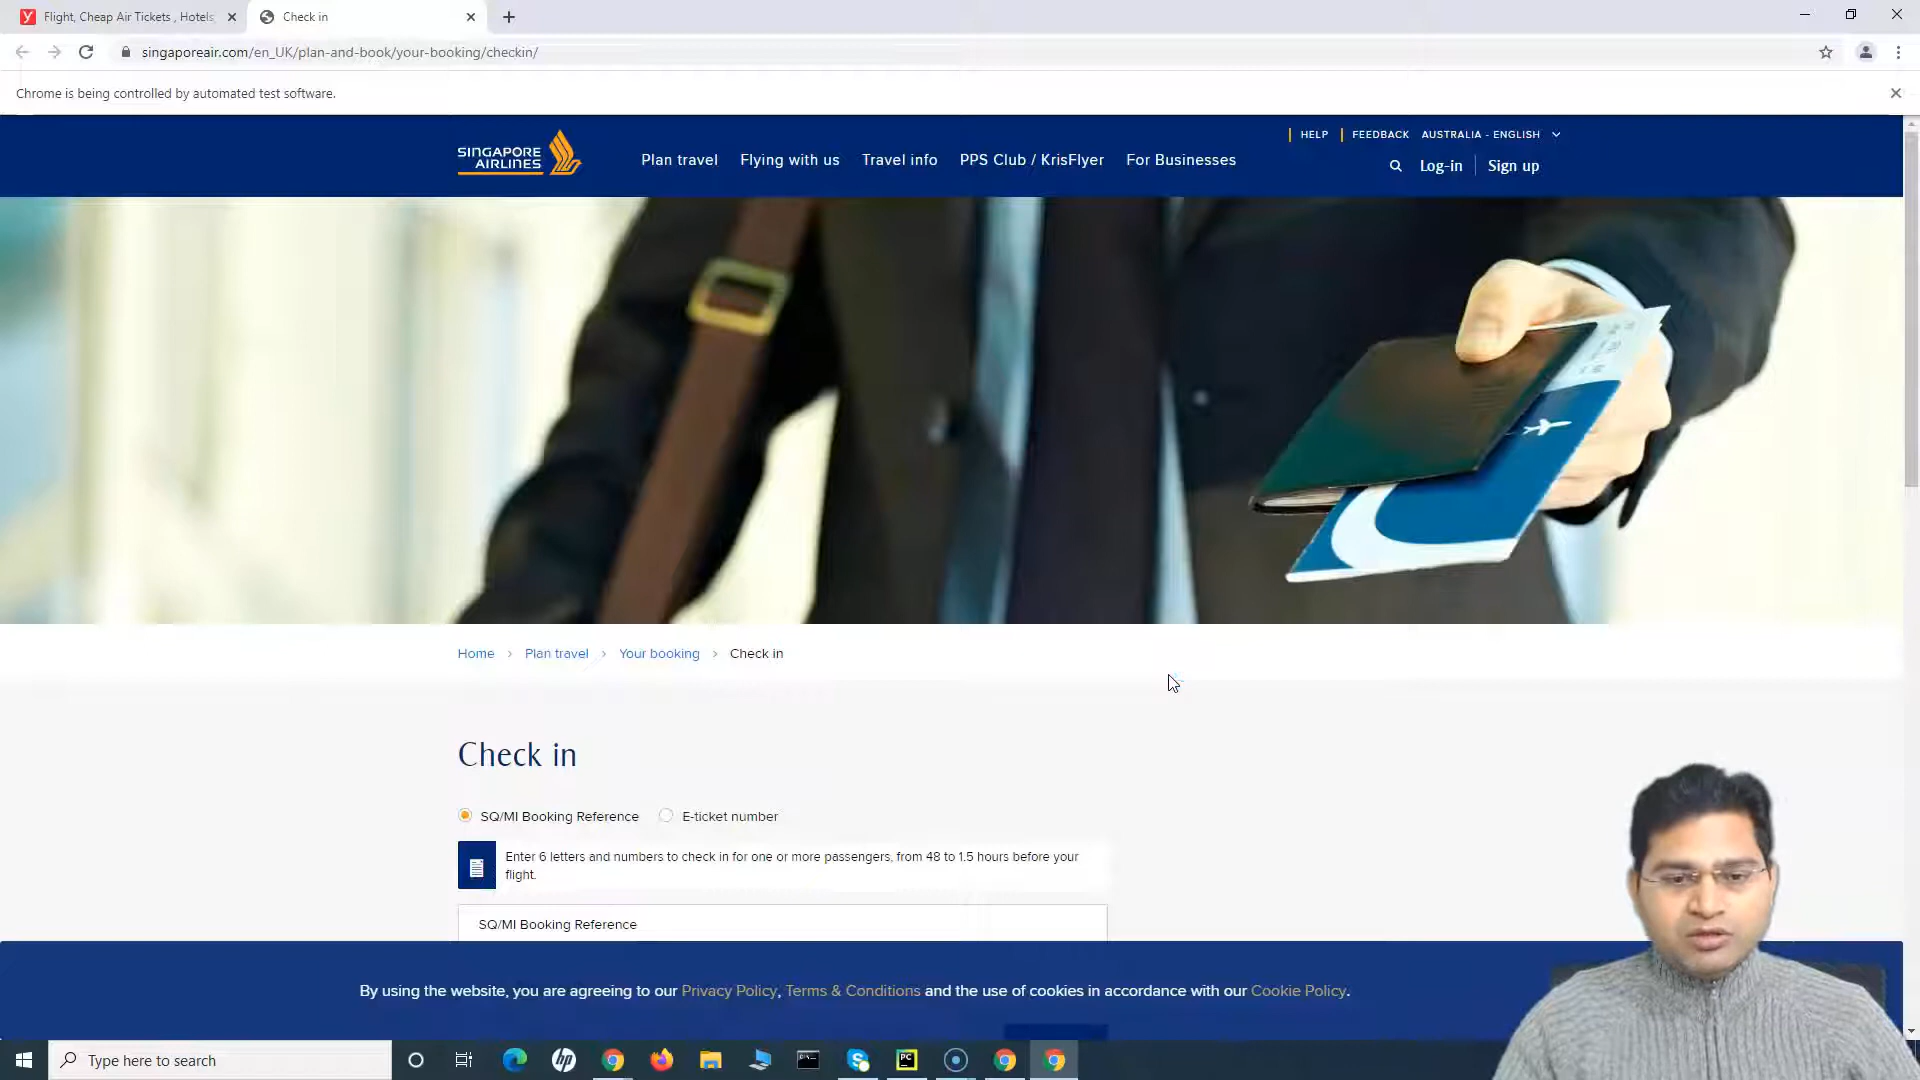 Flight, Cheap Air Tickets , Hotels
Check in
singaporeair.com/en_UK/plan-and-book/your-booking/checkin/
Chrome is being controlled by automated test software.
HELP
FEEDBACK
AUSTRALIA - ENGLISH
SINGAPORE
AIRLINES
Plan travel
Flying with us
Travel info
PPS Club / KrisFlyer
For Businesses
Log-in
Sign up
Home > Plan travel > Your booking > Check in
Check in
SQ/MI Booking Reference
E-ticket number
Enter 6 letters and numbers to check in for one or more passengers, from 48 to 1.5 hours before your
flight.
SQ/MI Booking Reference
By using the website, you are agreeing to our Privacy Policy, Terms & Conditions and the use of cookies in accordance with our Cookie Policy.
Type here to search
hp
PC